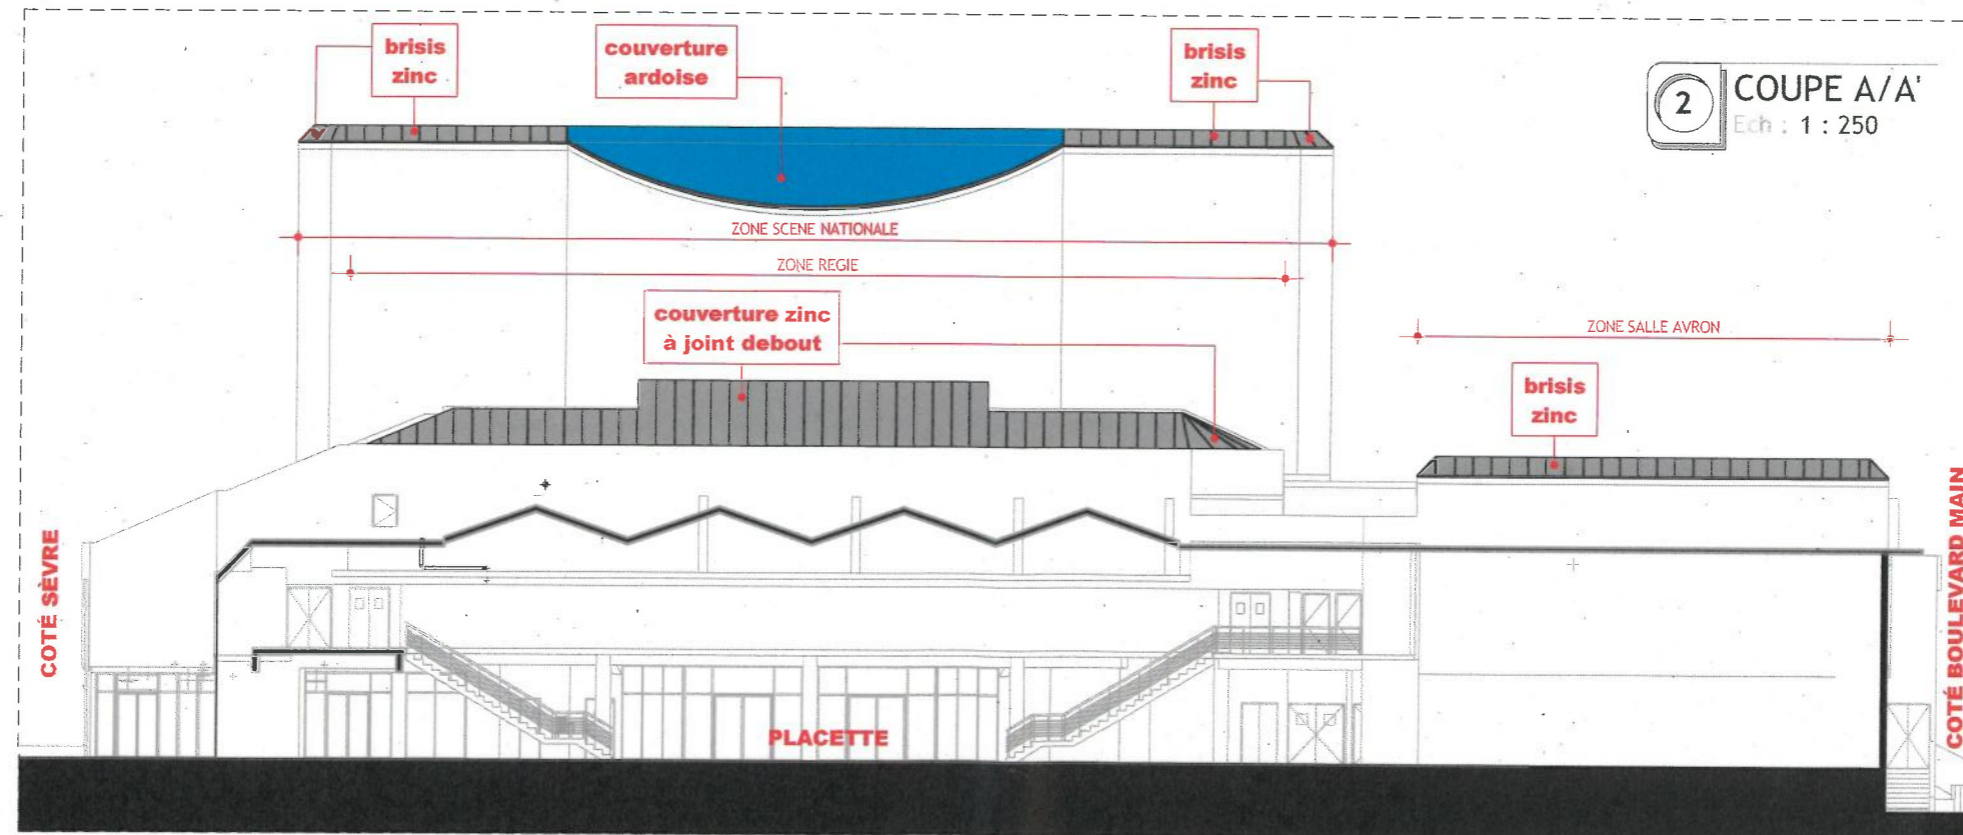 brisis
zinc
couverture
ardoise
brisis
zinc
2
COUPE A/A'
Ech : 1 : 250
ZONE SCENE NATIONALE
ZONE REGIE
couverture zinc
à joint debout
ZONE SALLE AVRON
brisis
zinc
COTÉ SÈVRE
COTÉ BOULEVARD MAIN
PLACETTE